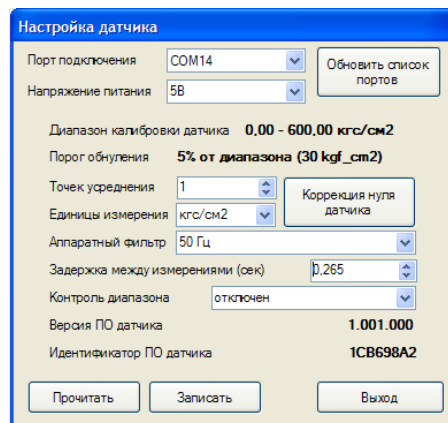 Настройка датчика
Порт подключения COM14 Обновить список портов
Напряжение питания 5В
Диапазон калибровки датчика 0,00 - 600,00 кгс/см2
Порог обнуления 5% от диапазона (30 kgf_cm2)
Точек усреднения 1 Коррекция нуля датчика
Единицы измерения кгс/см2
Аппаратный фильтр 50 Гц
Задержка между измерениями (сек) 0,265
Контроль диапазона отключен
Версия ПО датчика 1.001.000
Идентификатор ПО датчика 1CB698A2
Прочитать Записать Выход